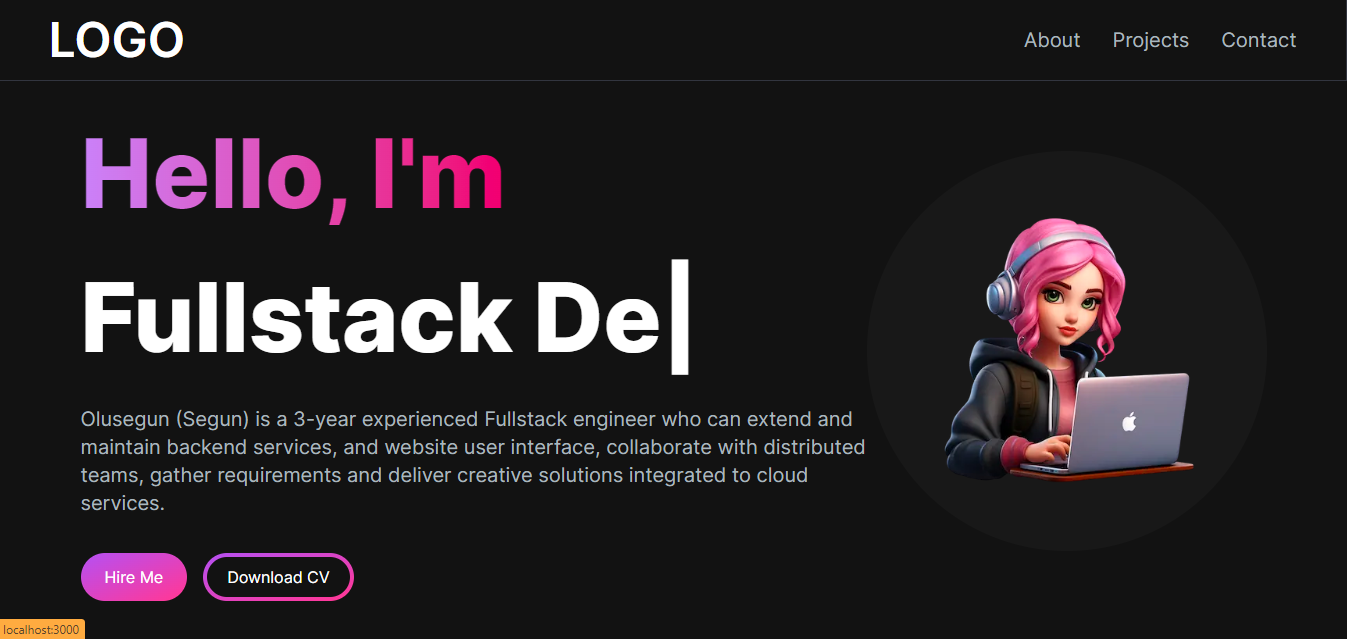 LOGO
About Projects Contact
Hello, I'm
Fullstack De
Olusegun (Segun) is a 3-year experienced Fullstack engineer who can extend and
maintain backend services, and website user interface, collaborate with distributed
teams, gather requirements and deliver creative solutions integrated to cloud
services.
Hire Me Download CV
localhost:3000